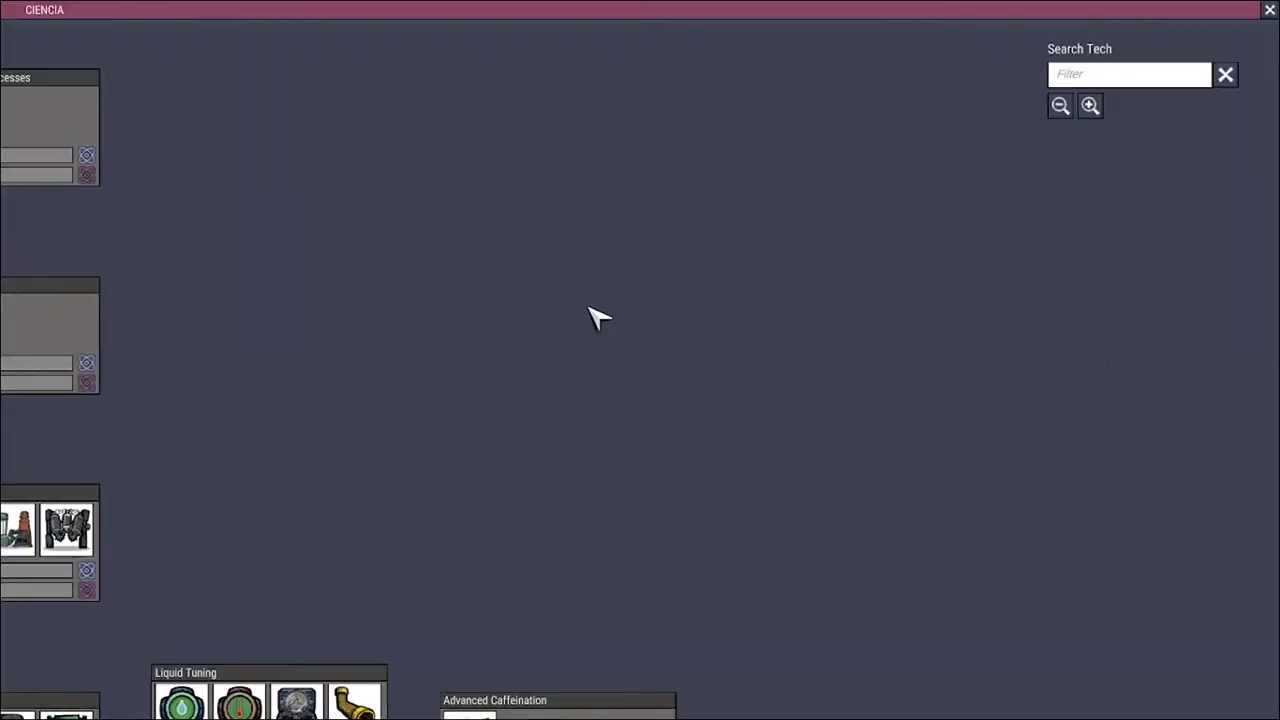 CIENCIA
Search Tech
Filter
cesses
Liquid Tuning
Advanced Caffeination